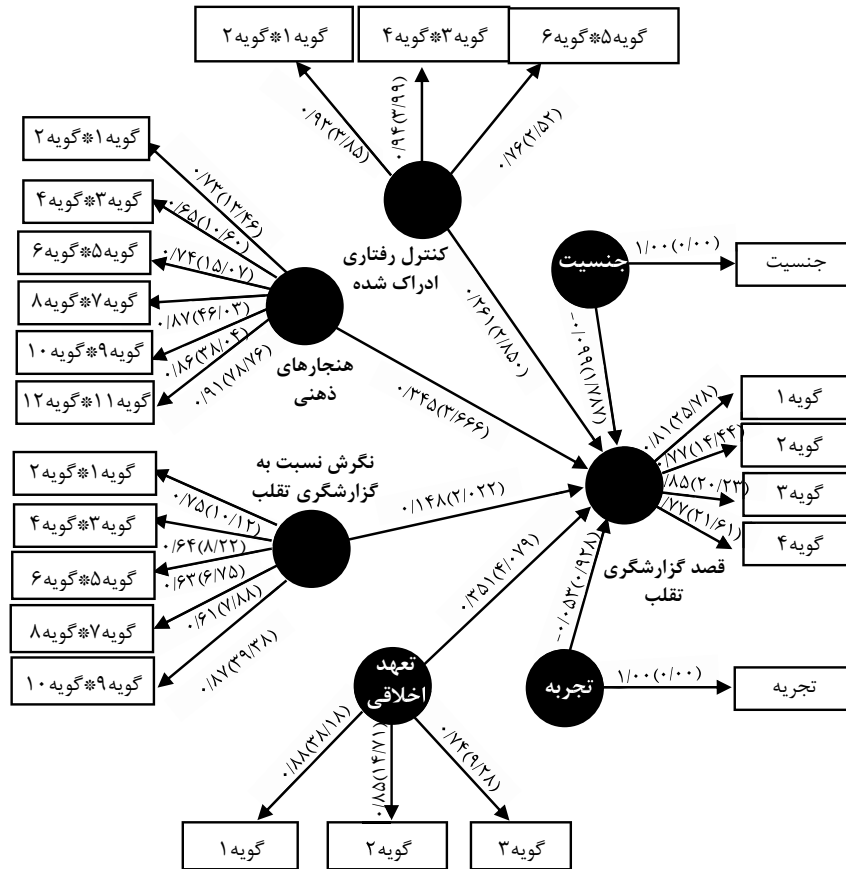 گویه۱*گویه۲
گویه۳*گویه۴
گویه۵*گویه۶
۰/۹۳(۳/۸۵)
۰/۹۴(۳/۹۹)
۰/۷۶(۲/۵۲)
کنترل رفتاری
ادراک شده
گویه۱*گویه۲
گویه۳*گویه۴
گویه۵*گویه۶
گویه۷*گویه۸
گویه۹*گویه۱۰
گویه۱۱*گویه۱۲
۰/۷۳(۱۳/۴۶)
۰/۶۵(۱۰/۶۰)
۰/۷۴(۱۵/۰۷)
۰/۸۷(۴۶/۰۳)
۰/۸۶(۳۸/۰۴)
۰/۹۱(۷۸/۷۶)
هنجارهای
ذهنی
جنسیت
۱/۰۰(۰/۰۰)
جنسیت
۰/۲۶۱(۲/۸۵۰)
-۰/۰۹۹(۱/۷۸۷)
۰/۳۴۵(۳/۶۶۶)
گویه۱
گویه۲
گویه۳
گویه۴
۰/۸۱(۲۵/۷۸)
۰/۷۷(۱۴/۴۴)
/۸۵(۲۰/۲۳)
/۷۷(۲۱/۶۱)
قصد گزارشگری
تقلب
نگرش نسبت به
گزارشگری تقلب
گویه۱*گویه۲
گویه۳*گویه۴
گویه۵*گویه۶
گویه۷*گویه۸
گویه۹*گویه۱۰
۰/۷۵(۱۰/۱۲)
۰/۶۴(۸/۲۲)
۰/۶۳(۶/۷۵)
۰/۶۱(۷/۸۸)
۰/۸۷(۳۹/۳۸)
۰/۱۴۸(۲/۰۲۲)
۰/۳۵۱(۴/۰۷۹)
-۰/۰۵۳(۰/۹۲۸)
تعهد
اخلاقی
تجربه
۱/۰۰(۰/۰۰)
تجربه
۰/۸۸(۳۸/۱۸)
۰/۸۵(۱۴/۷۱)
۰/۷۴(۹/۲۸)
گویه۱
گویه۲
گویه۳